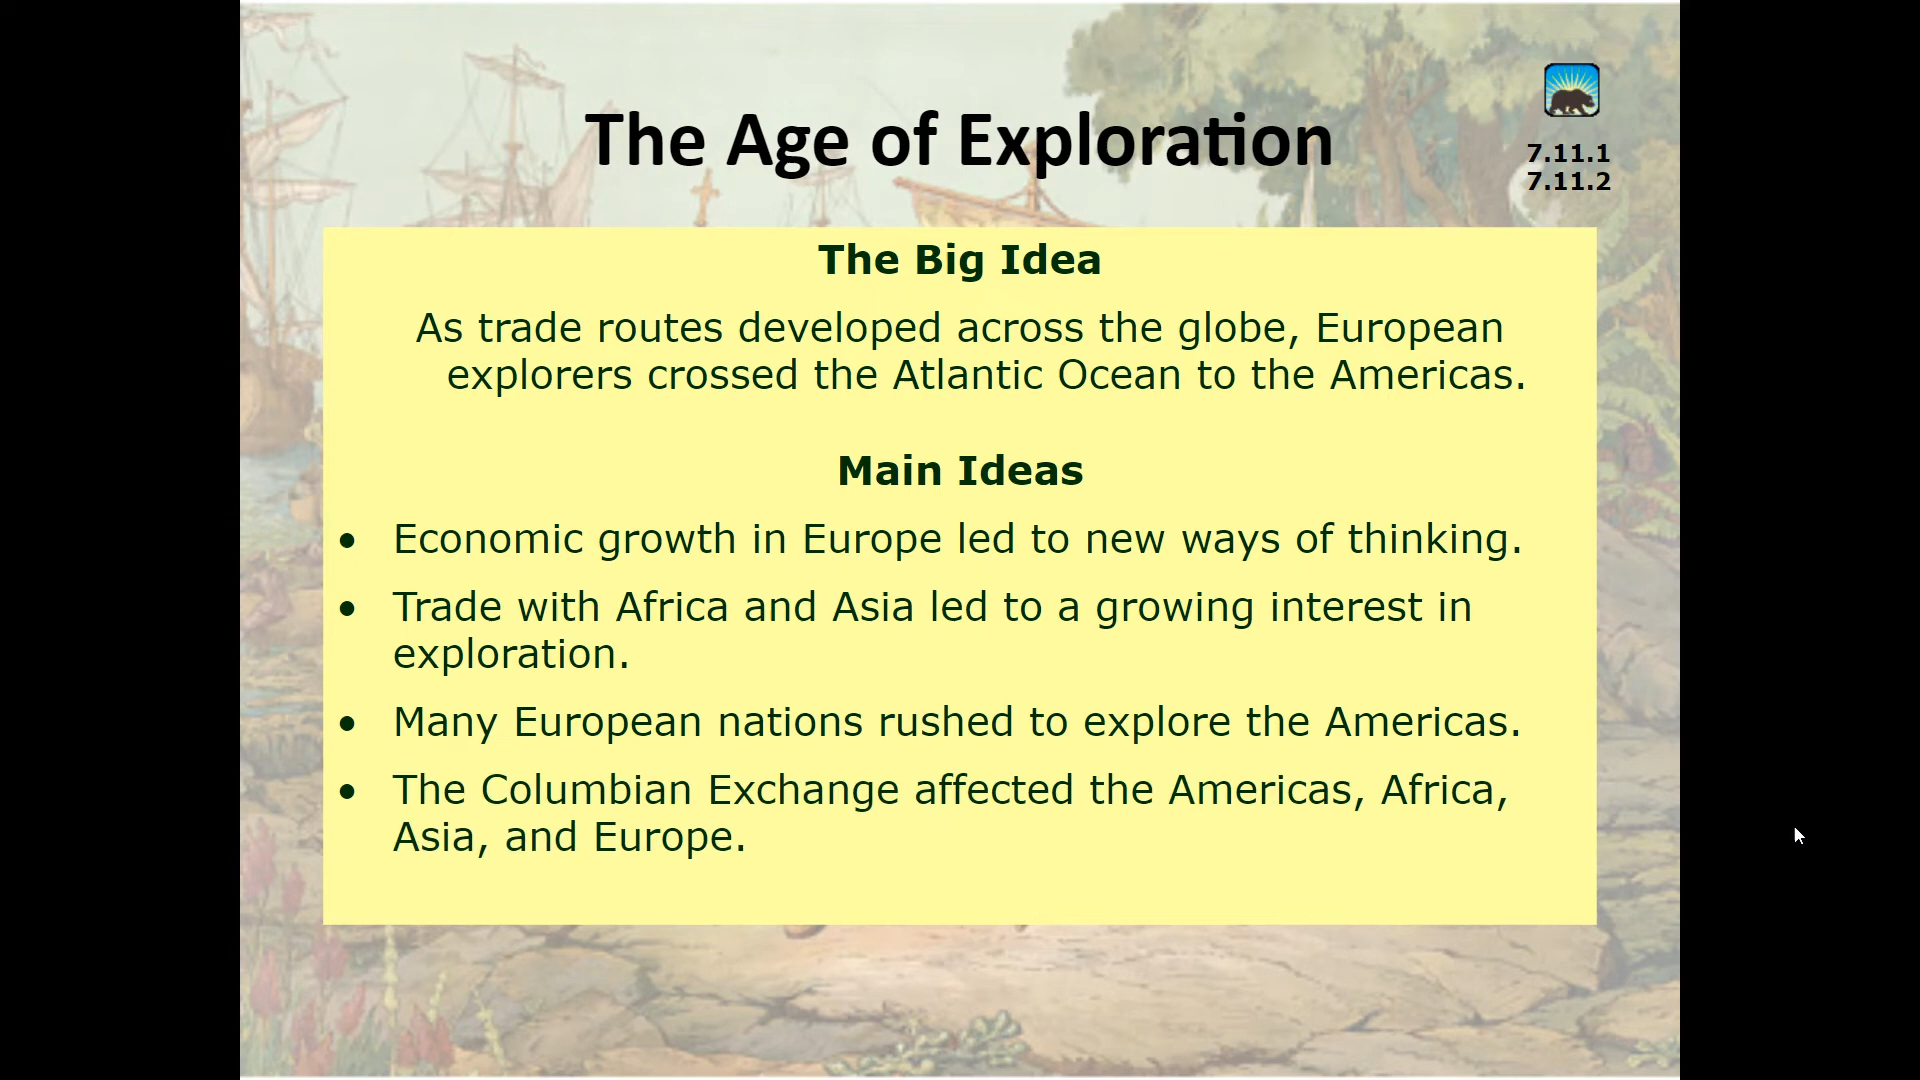 The Age of Exploration
7.11.1
7.11.2
The Big Idea
As trade routes developed across the globe, European
explorers crossed the Atlantic Ocean to the Americas.
Main Ideas
• Economic growth in Europe led to new ways of thinking.
• Trade with Africa and Asia led to a growing interest in
exploration.
• Many European nations rushed to explore the Americas.
• The Columbian Exchange affected the Americas, Africa,
Asia, and Europe.